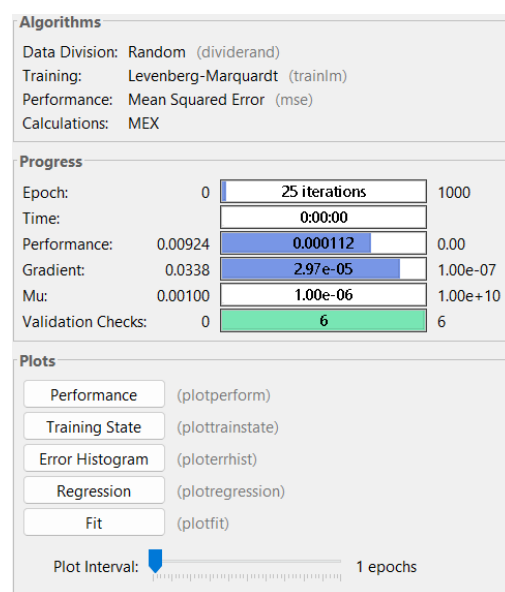 Algorithms
Data Division: Random (dividerand)
Training: Levenberg-Marquardt (trainlm)
Performance: Mean Squared Error (mse)
Calculations: MEX
Progress
Epoch: 0 25 iterations 1000
Time: 0:00:00
Performance: 0.00924 0.000112 0.00
Gradient: 0.0338 2.97e-05 1.00e-07
Mu: 0.00100 1.00e-06 1.00e+10
Validation Checks: 0 6 6
Plots
Performance (plotperform)
Training State (plottrainstate)
Error Histogram (ploterrhist)
Regression (plotregression)
Fit (plotfit)
Plot Interval: 1 epochs